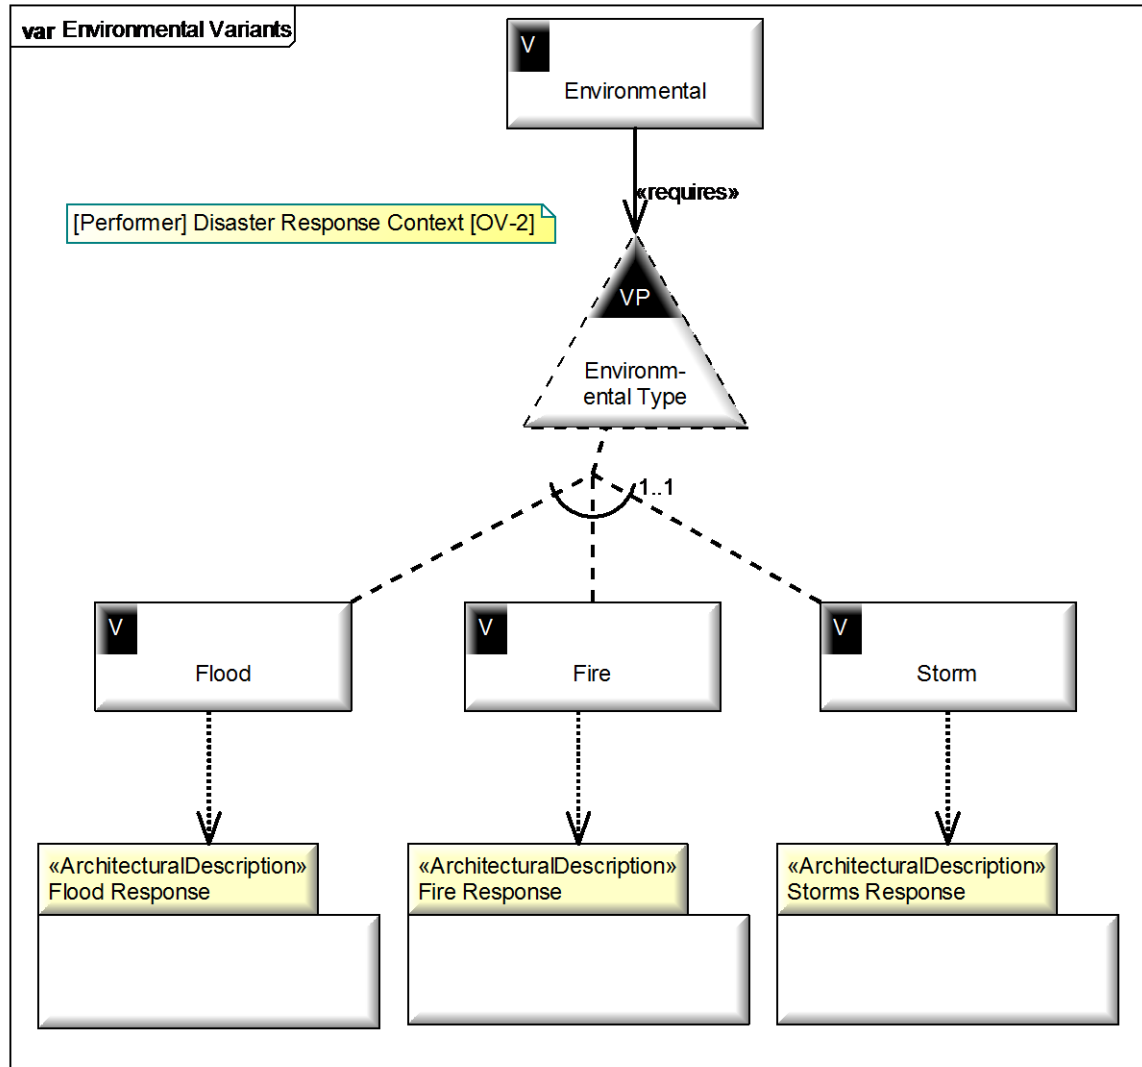 var Environmental Variants
V
Environmental
«requires»
[Performer] Disaster Response Context [OV-2]
VP
Environm-
ental Type
1..1
V
Flood
V
Fire
V
Storm
«ArchitecturalDescription»
Flood Response
«ArchitecturalDescription»
Fire Response
«ArchitecturalDescription»
Storms Response